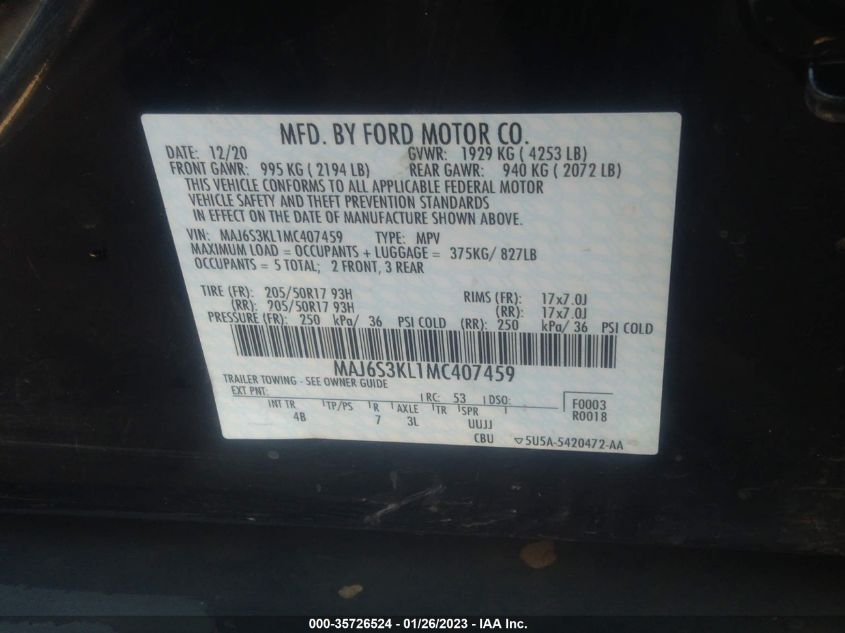 MFD. BY FORD MOTOR CO.
DATE: 12/20 GVWR: 1929 KG ( 4253 LB)
FRONT GAWR: 995 KG ( 2194 LB) REAR GAWR: 940 KG ( 2072 LB)
THIS VEHICLE CONFORMS TO ALL APPLICABLE FEDERAL MOTOR
VEHICLE SAFETY AND THEFT PREVENTION STANDARDS
IN EFFECT ON THE DATE OF MANUFACTURE SHOWN ABOVE.
VIN: MAJ6S3KL1MC407459 TYPE: MPV
MAXIMUM LOAD = OCCUPANTS + LUGGAGE = 375KG/ 827LB
OCCUPANTS = 5 TOTAL; 2 FRONT, 3 REAR
TIRE (FR): 205/50R17 93H RIMS (FR): 17x7.0J
(RR): 205/50R17 93H (RR): 17x7.0J
PRESSURE (FR): 250 kPa/ 36 PSI COLD (RR): 250 kPa/ 36 PSI COLD
MAJ6S3KL1MC407459
TRAILER TOWING - SEE OWNER GUIDE
EXT PNT: RC: 53 DSO: F0003
INT TR TP/PS R AXLE TR SPR R0018
4B 7 3L UUJJ
CBU 5U5A-5420472-AA
000-35726524 - 01/26/2023 - IAA Inc.